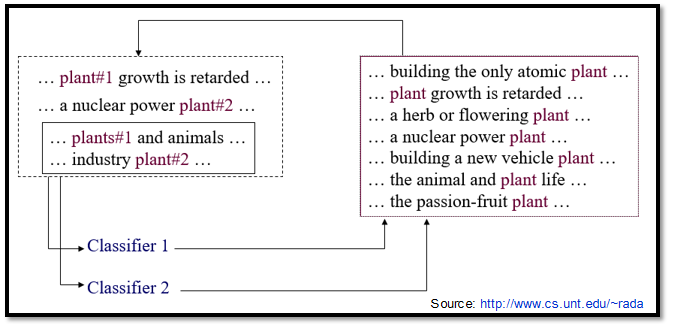 … plant#1 growth is retarded …
… a nuclear power plant#2 …
… plants#1 and animals …
… industry plant#2 …
… building the only atomic plant …
… plant growth is retarded …
… a herb or flowering plant …
… a nuclear power plant …
… building a new vehicle plant …
… the animal and plant life …
… the passion-fruit plant …
Classifier 1
Classifier 2
Source: http://www.cs.unt.edu/~rada